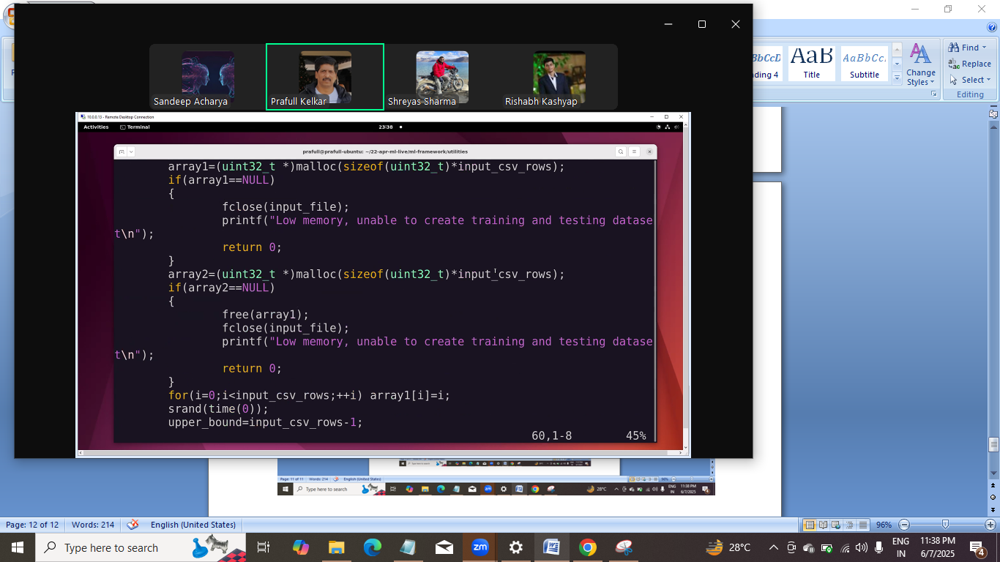 Sandeep Acharya
Prafull Kelkar
Shreyas Sharma
Rishabh Kashyap
10.0.0.13 - Remote Desktop Connection
Activities
Terminal
23:38
prafull@prafull-ubuntu: ~/22-apr-ml-live/ml-framework/utilities
array1=(uint32_t *)malloc(sizeof(uint32_t)*input_csv_rows);
if(array1==NULL)
{
fclose(input_file);
printf("Low memory, unable to create training and testing datase
t\n");
return 0;
}
array2=(uint32_t *)malloc(sizeof(uint32_t)*input_csv_rows);
if(array2==NULL)
{
free(array1);
fclose(input_file);
printf("Low memory, unable to create training and testing datase
t\n");
return 0;
}
for(i=0;i<input_csv_rows;++i) array1[i]=i;
srand(time(0));
upper_bound=input_csv_rows-1;
60,1-8 45%
AaB
AaBbCc.
ding 4
Title
Subtitle
Change
Styles
Find
Replace
Select
Editing
Page: 11 of 11
Words: 214
English (United States)
96%
Type here to search
28°C
ENG
IN
11:38 PM
6/7/2025
Page: 12 of 12
Words: 214
English (United States)
96%
Type here to search
zm
28°C
ENG
IN
11:38 PM
6/7/2025
4